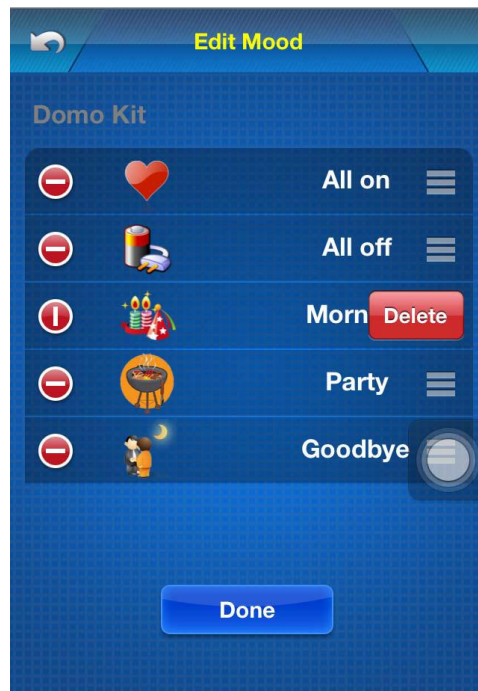 Edit Mood
Domo Kit
All on
All off
Morn Delete
Party
Goodbye
Done